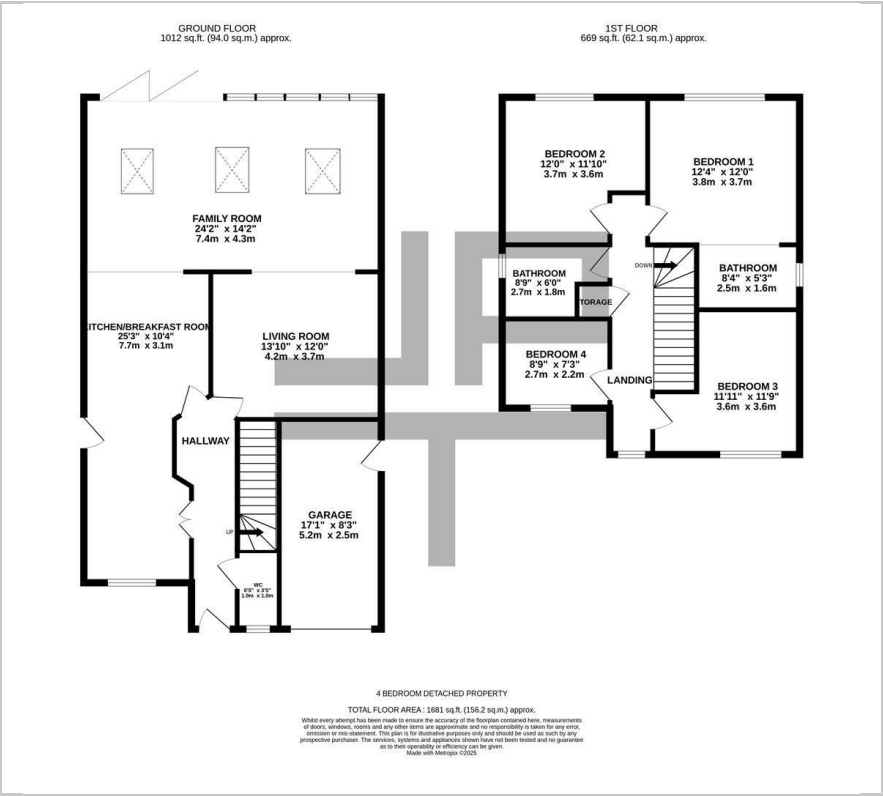 GROUND FLOOR
1012 sq.ft. (94.0 sq.m.) approx.
1ST FLOOR
669 sq.ft. (62.1 sq.m.) approx.
FAMILY ROOM
24'2" x 14'2"
7.4m x 4.3m
KITCHEN/BREAKFAST ROOM
25'3" x 10'4"
7.7m x 3.1m
LIVING ROOM
13'10" x 12'0"
4.2m x 3.7m
HALLWAY
UP
WC
6'5" x 3'5"
1.9m x 1.0m
GARAGE
17'1" x 8'3"
5.2m x 2.5m
BEDROOM 2
12'0" x 11'10"
3.7m x 3.6m
BEDROOM 1
12'4" x 12'0"
3.8m x 3.7m
DOWN
BATHROOM
8'9" x 6'0"
2.7m x 1.8m
TORAGE
BATHROOM
8'4" x 5'3"
2.5m x 1.6m
BEDROOM 4
8'9" x 7'3"
2.7m x 2.2m
LANDING
BEDROOM 3
11'11" x 11'9"
3.6m x 3.6m
4 BEDROOM DETACHED PROPERTY
TOTAL FLOOR AREA : 1681 sq.ft. (156.2 sq.m.) approx.
Whilst every attempt has been made to ensure the accuracy of the floorplan contained here, measurements
of doors, windows, rooms and any other items are approximate and no responsibility is taken for any error,
omission or mis-statement. This plan is for illustrative purposes only and should be used as such by any
prospective purchaser. The services, systems and appliances shown have not been tested and no guarantee
as to their operability or efficiency can be given.
Made with Metropix ©2025